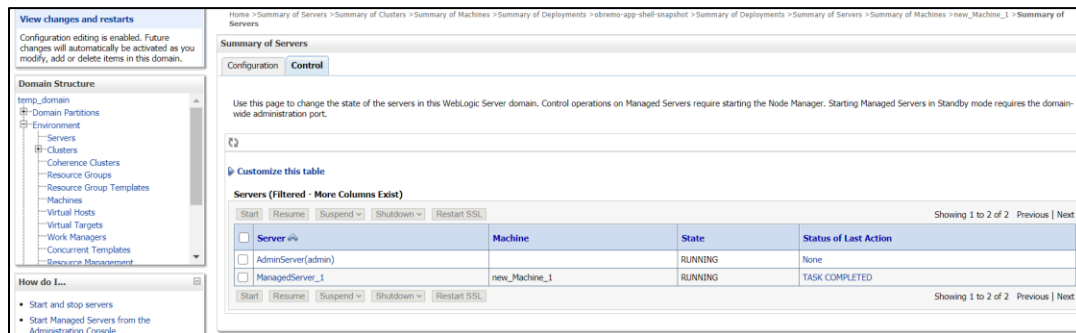 View changes and restarts
Configuration editing is enabled. Future
changes will automatically be activated as you
modify, add or delete items in this domain.
Domain Structure
temp_domain
Domain Partitions
Environment
Servers
Clusters
Coherence Clusters
Resource Groups
Resource Group Templates
Machines
Virtual Hosts
Virtual Targets
Work Managers
Concurrent Templates
Resource Management
How do I...
Start and stop servers
Start Managed Servers from the
Administration Console
Home >Summary of Servers >Summary of Clusters >Summary of Machines >Summary of Deployments >obremo-app-shell-snapshot >Summary of Deployments >Summary of Servers >Summary of Machines >new_Machine_1 >Summary of
Servers
Summary of Servers
Configuration Control
Use this page to change the state of the servers in this WebLogic Server domain. Control operations on Managed Servers require starting the Node Manager. Starting Managed Servers in Standby mode requires the domain-
wide administration port.
Customize this table
Servers (Filtered - More Columns Exist)
Start Resume Suspend Shutdown Restart SSL Showing 1 to 2 of 2 Previous | Next
Server Machine State Status of Last Action
AdminServer(admin) RUNNING None
ManagedServer_1 new_Machine_1 RUNNING TASK COMPLETED
Start Resume Suspend Shutdown Restart SSL Showing 1 to 2 of 2 Previous | Next